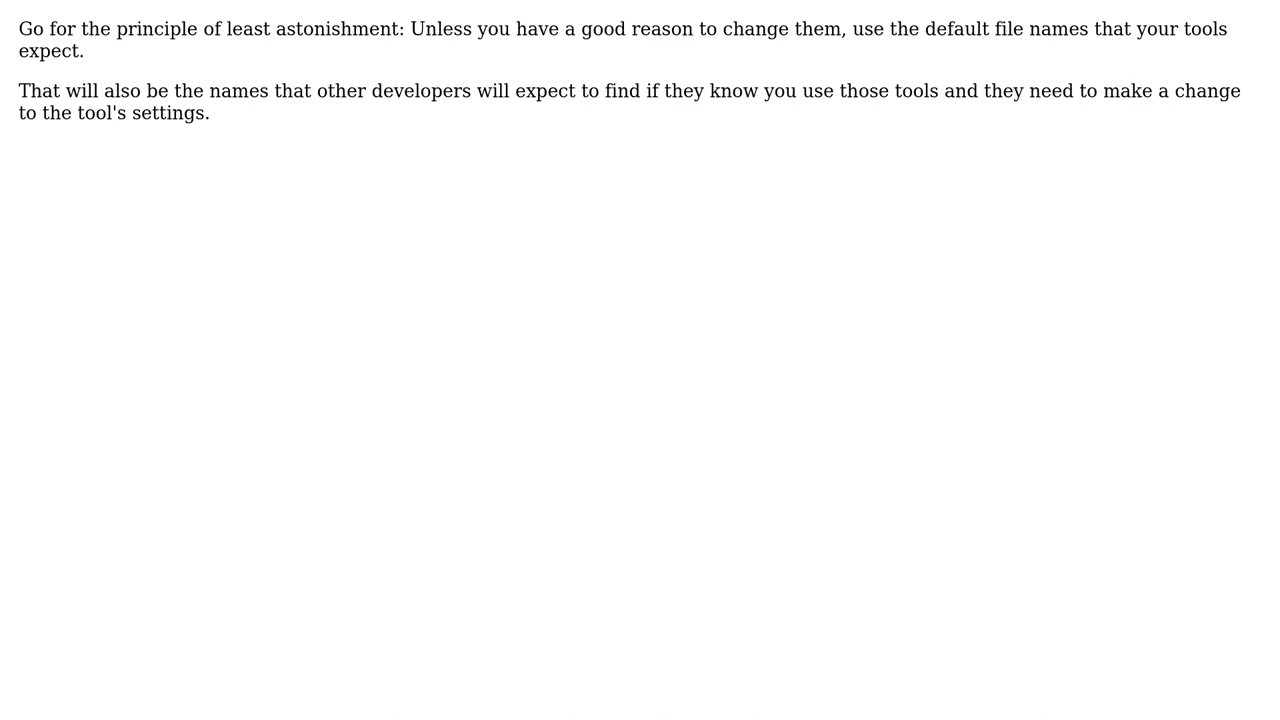 Go for the principle of least astonishment: Unless you have a good reason to change them, use the default file names that your tools
expect.
That will also be the names that other developers will expect to find if they know you use those tools and they need to make a change
to the tool's settings.